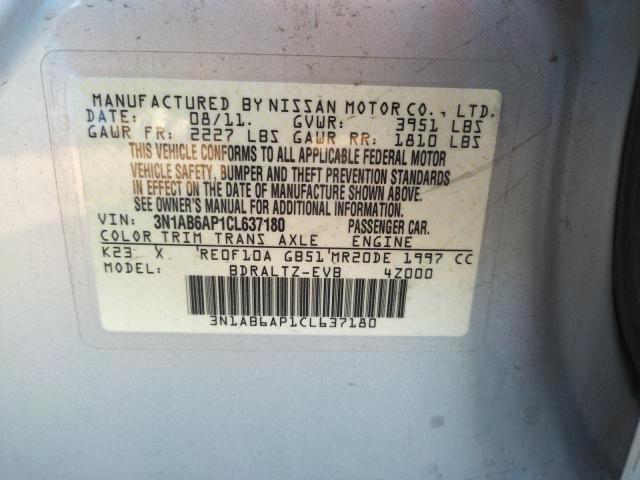 MANUFACTURED BY NISSAN MOTOR CO., LTD.
DATE: 08/11. GVWR: 3951 LBS
GAWR FR: 2227 LBS GAWR RR: 1810 LBS
THIS VEHICLE CONFORMS TO ALL APPLICABLE FEDERAL MOTOR
VEHICLE SAFETY, BUMPER AND THEFT PREVENTION STANDARDS
IN EFFECT ON THE DATE OF MANUFACTURE SHOWN ABOVE.
SEE OWNER'S MANUAL FOR ADDITIONAL INFORMATION.
VIN: 3N1AB6AP1CL637180 PASSENGER CAR.
COLOR TRIM TRANS AXLE ENGINE
K23 X RE0F10A GB51 MR20DE 1997 CC
MODEL: BDRALTZ-EVB 4Z000
3N1AB6AP1CL637180